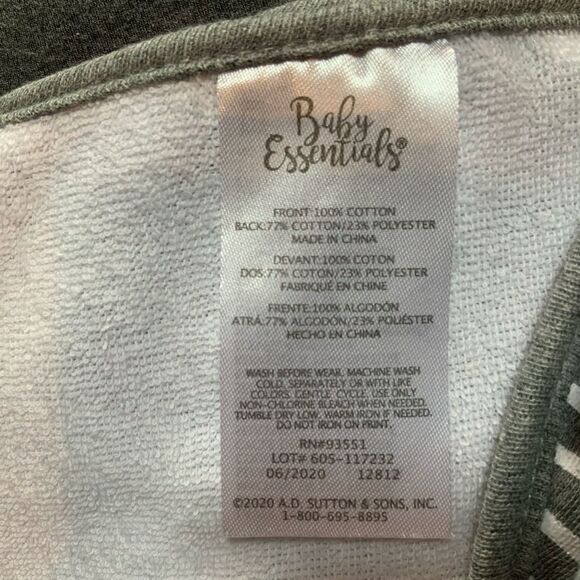 Baby
Essentials®
FRONT:100% COTTON
BACK:77% COTTON/23% POLYESTER
MADE IN CHINA
DEVANT:100% COTON
DOS:77% COTON/23% POLYESTER
FABRIQUÉ EN CHINE
FRENTE:100% ALGODÓN
ATRÁ:77% ALGODÓN/23% POLIÉSTER
HECHO EN CHINA
WASH BEFORE WEAR. MACHINE WASH
COLD, SEPARATELY OR WITH LIKE
COLORS. GENTLE CYCLE. USE ONLY
NON-CHLORINE BLEACH WHEN NEEDED.
TUMBLE DRY LOW. WARM IRON IF NEEDED.
DO NOT IRON ON PRINT.
RN#93551
LOT# 605-117232
06/2020 12812
©2020 A.D. SUTTON & SONS, INC.
1-800-695-8895